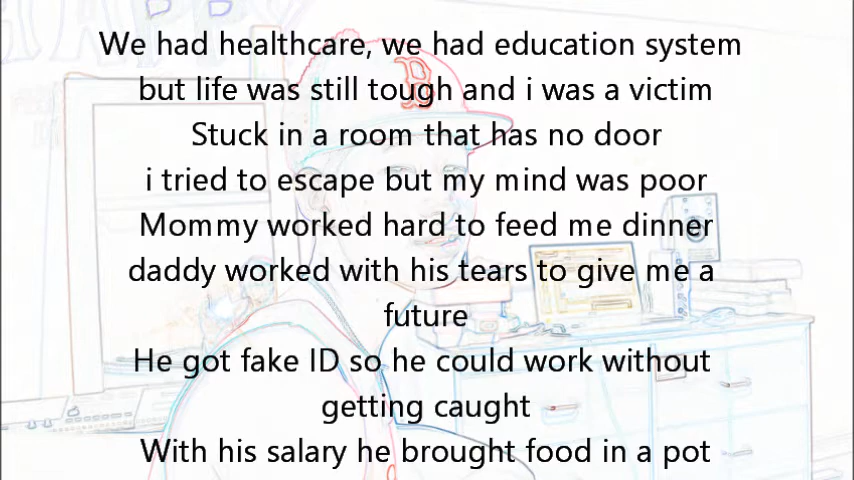 We had healthcare, we had education system
but life was still tough and i was a victim
Stuck in a room that has no door
i tried to escape but my mind was poor
Mommy worked hard to feed me dinner
daddy worked with his tears to give me a
future
He got fake ID so he could work without
getting caught
With his salary he brought food in a pot
B